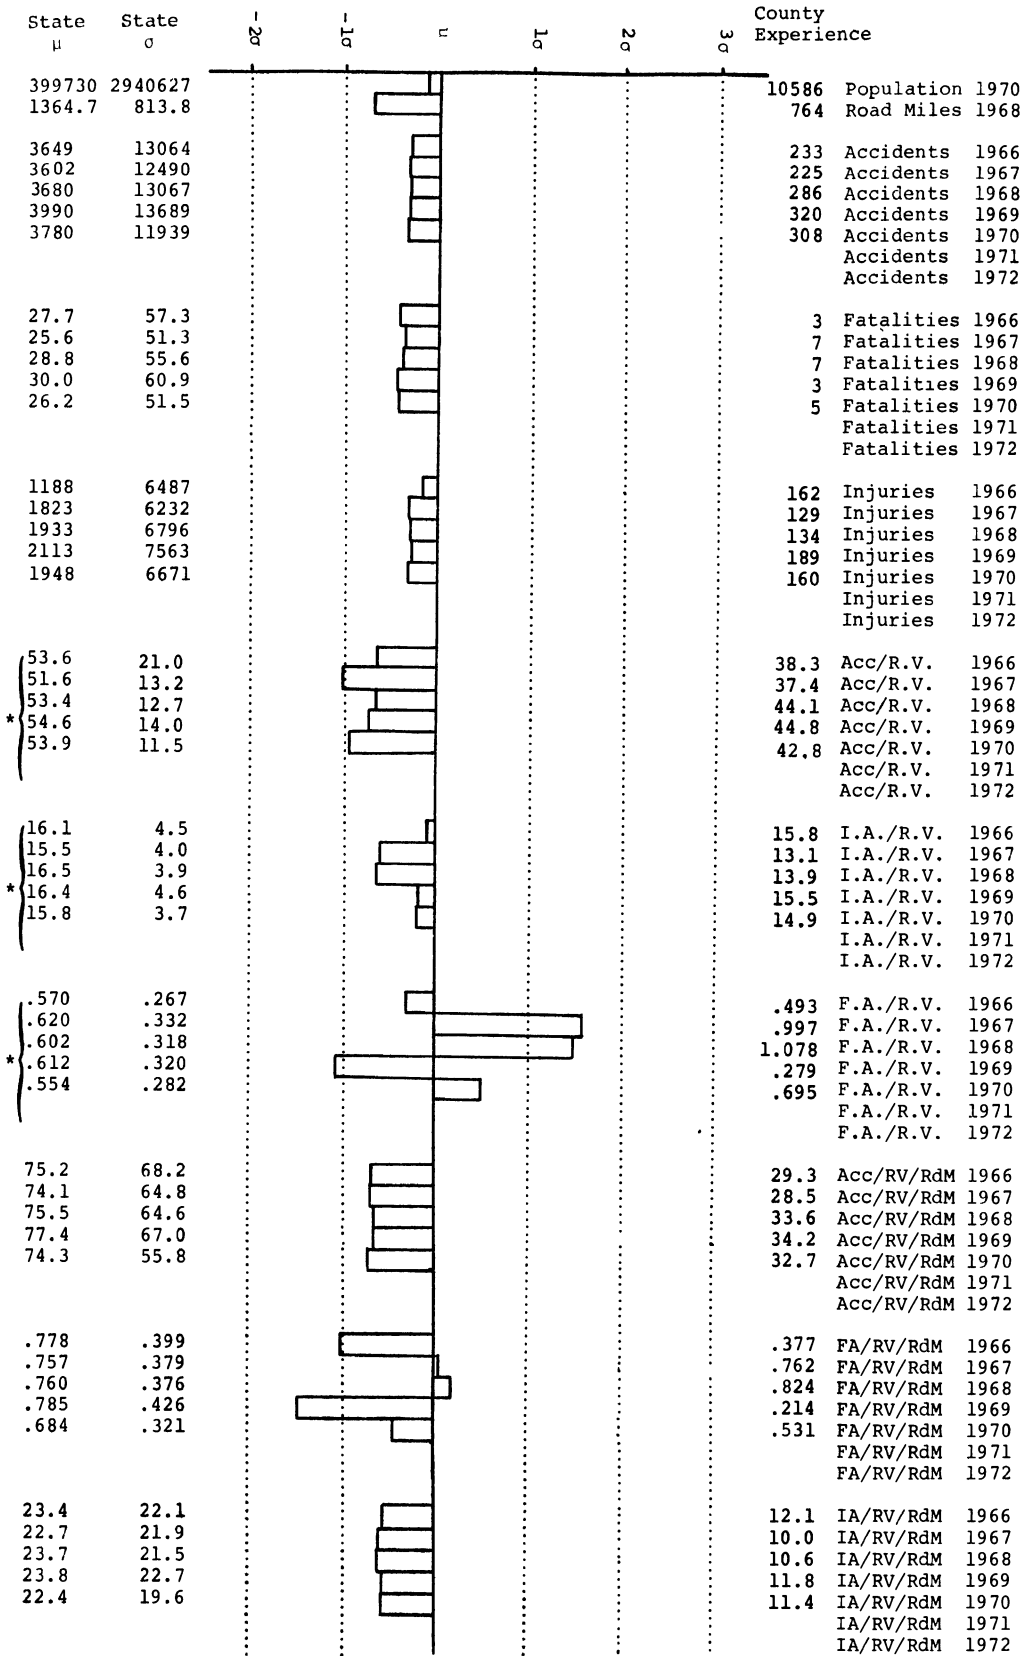 State State -2σ -1σ μ 1σ 2σ 3σ County
μ σ Experience
399730 2940627 10586 Population 1970
1364.7 813.8 764 Road Miles 1968
3649 13064 233 Accidents 1966
3602 12490 225 Accidents 1967
3680 13067 286 Accidents 1968
3990 13689 320 Accidents 1969
3780 11939 308 Accidents 1970
Accidents 1971
Accidents 1972
27.7 57.3 3 Fatalities 1966
25.6 51.3 7 Fatalities 1967
28.8 55.6 7 Fatalities 1968
30.0 60.9 3 Fatalities 1969
26.2 51.5 5 Fatalities 1970
Fatalities 1971
Fatalities 1972
1188 6487 162 Injuries 1966
1823 6232 129 Injuries 1967
1933 6796 134 Injuries 1968
2113 7563 189 Injuries 1969
1948 6671 160 Injuries 1970
Injuries 1971
Injuries 1972
53.6 21.0 38.3 Acc/R.V. 1966
51.6 13.2 37.4 Acc/R.V. 1967
53.4 12.7 44.1 Acc/R.V. 1968
* 54.6 14.0 44.8 Acc/R.V. 1969
53.9 11.5 42.8 Acc/R.V. 1970
Acc/R.V. 1971
Acc/R.V. 1972
16.1 4.5 15.8 I.A./R.V. 1966
15.5 4.0 13.1 I.A./R.V. 1967
16.5 3.9 13.9 I.A./R.V. 1968
* 16.4 4.6 15.5 I.A./R.V. 1969
15.8 3.7 14.9 I.A./R.V. 1970
I.A./R.V. 1971
I.A./R.V. 1972
.570 .267 .493 F.A./R.V. 1966
.620 .332 .997 F.A./R.V. 1967
.602 .318 1.078 F.A./R.V. 1968
* .612 .320 .279 F.A./R.V. 1969
.554 .282 .695 F.A./R.V. 1970
F.A./R.V. 1971
F.A./R.V. 1972
75.2 68.2 29.3 Acc/RV/RdM 1966
74.1 64.8 28.5 Acc/RV/RdM 1967
75.5 64.6 33.6 Acc/RV/RdM 1968
77.4 67.0 34.2 Acc/RV/RdM 1969
74.3 55.8 32.7 Acc/RV/RdM 1970
Acc/RV/RdM 1971
Acc/RV/RdM 1972
.778 .399 .377 FA/RV/RdM 1966
.757 .379 .762 FA/RV/RdM 1967
.760 .376 .824 FA/RV/RdM 1968
.785 .426 .214 FA/RV/RdM 1969
.684 .321 .531 FA/RV/RdM 1970
FA/RV/RdM 1971
FA/RV/RdM 1972
23.4 22.1 12.1 IA/RV/RdM 1966
22.7 21.9 10.0 IA/RV/RdM 1967
23.7 21.5 10.6 IA/RV/RdM 1968
23.8 22.7 11.8 IA/RV/RdM 1969
22.4 19.6 11.4 IA/RV/RdM 1970
IA/RV/RdM 1971
IA/RV/RdM 1972